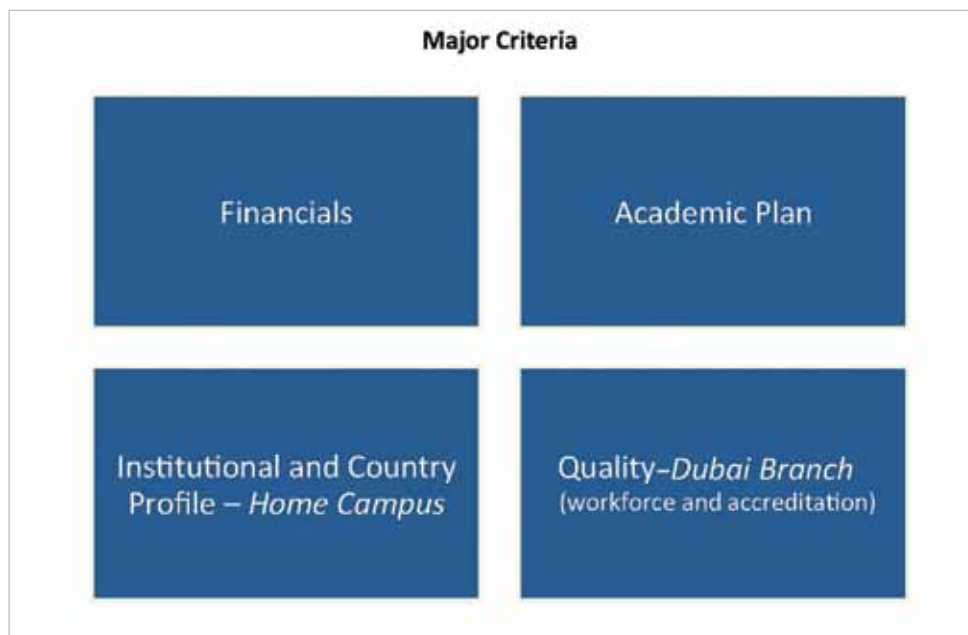 Major Criteria
Financials
Academic Plan
Institutional and Country
Profile – Home Campus
Quality–Dubai Branch
(workforce and accreditation)